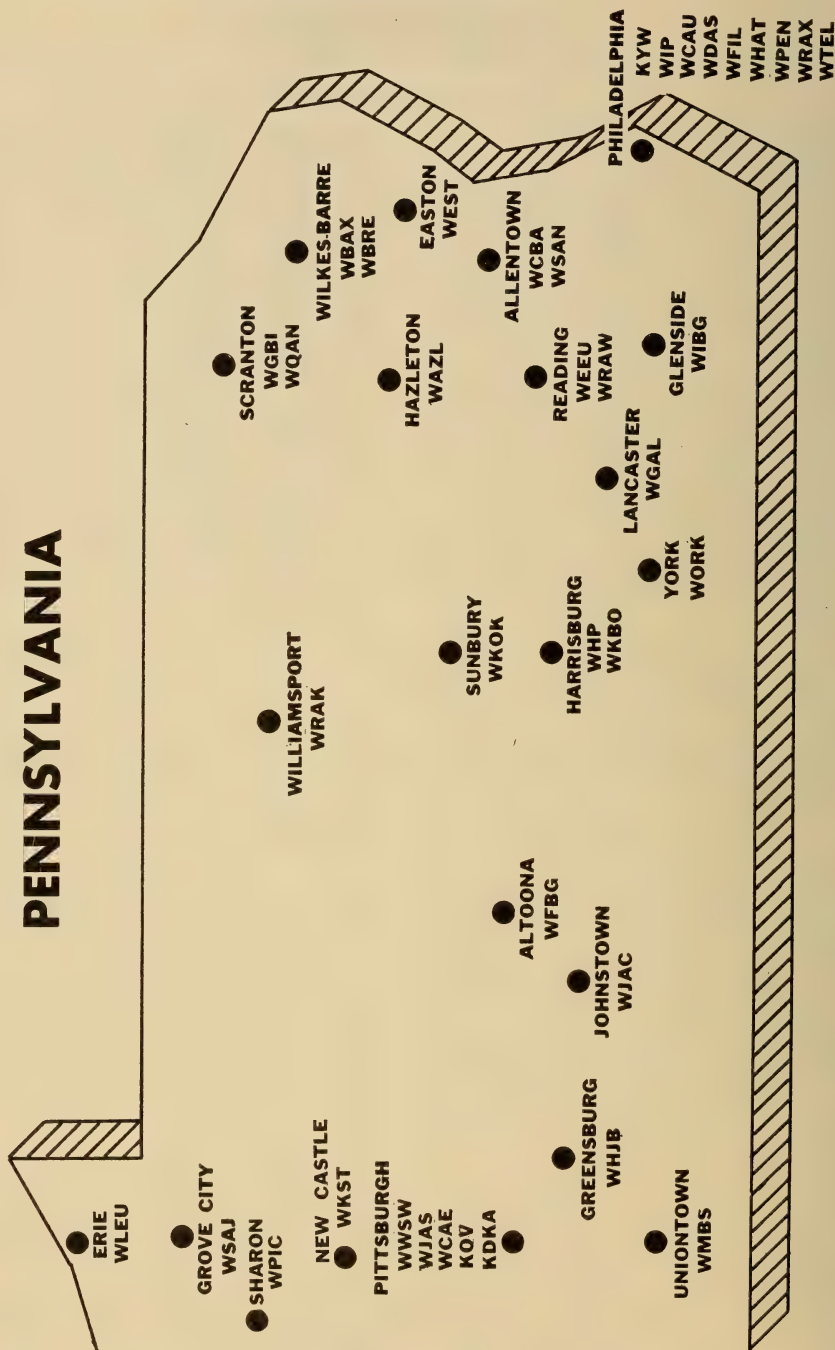 PENNSYLVANIA
ERIE
WLEU
GROVE CITY
WSAJ
SHARON
WPIC
NEW CASTLE
WKST
PITTSBURGH
WWSW
WJAS
WCAE
KQV
KDKA
GREENSBURG
WHJB
UNIONTOWN
WMBS
ALTOONA
WFBG
JOHNSTOWN
WJAC
WILLIAMSPORT
WRAK
SUNBURY
WKOK
HARRISBURG
WHP
WKBO
YORK
WORK
LANCASTER
WGAL
SCRANTON
WGBI
WQAN
WILKES-BARRE
WBAX
WBRE
HAZLETON
WAZL
EASTON
WEST
ALLENTOWN
WCBA
WSAN
READING
WEEU
WRAW
GLENSIDE
WIBG
PHILADELPHIA
KYW
WIP
WCAU
WDAS
WFIL
WHAT
WPEN
WRAX
WTEL